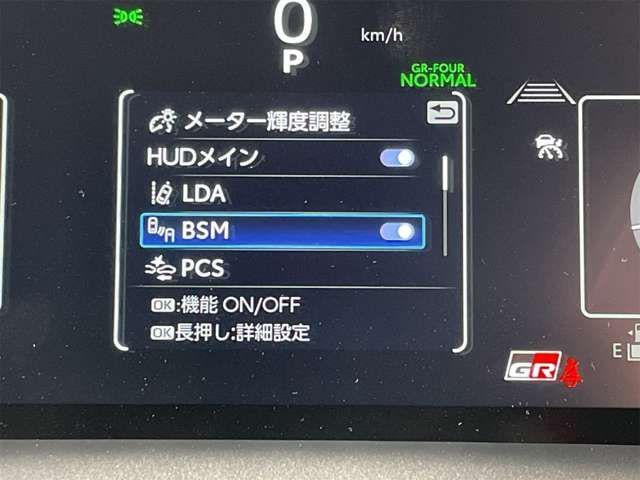 0
km/h
P
GR-FOUR
NORMAL
メーター輝度調整
HUDメイン
LDA
BSM
PCS
OK:機能 ON/OFF
OK長押し:詳細設定
GR
E